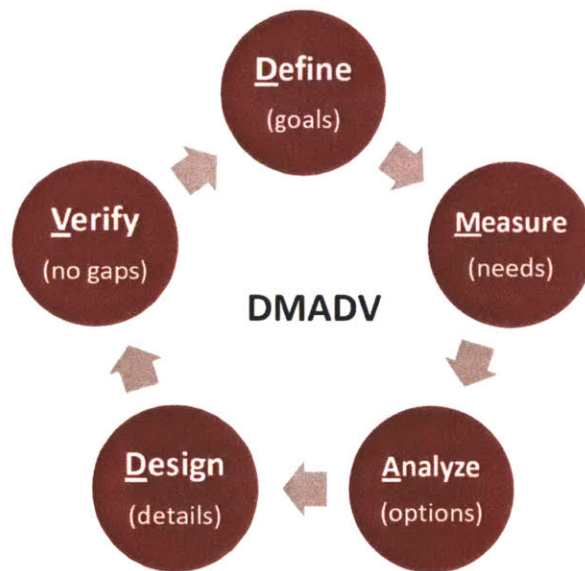 Define
(goals)
Measure
(needs)
Analyze
(options)
Design
(details)
Verify
(no gaps)
DMADV